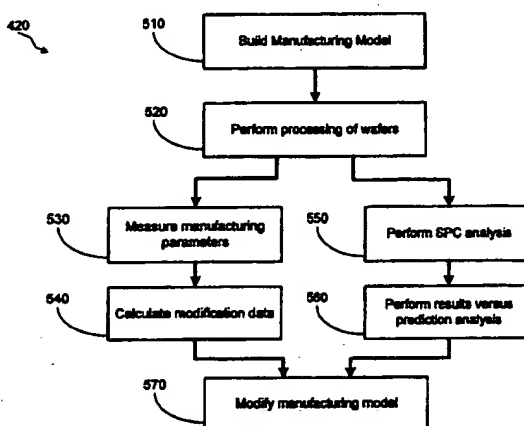 420
510
Build Manufacturing Model
520
Perform processing of wafers
530
Measure manufacturing
parameters
550
Perform SPC analysis
540
Calculate modification data
560
Perform results versus
prediction analysis
570
Modify manufacturing model